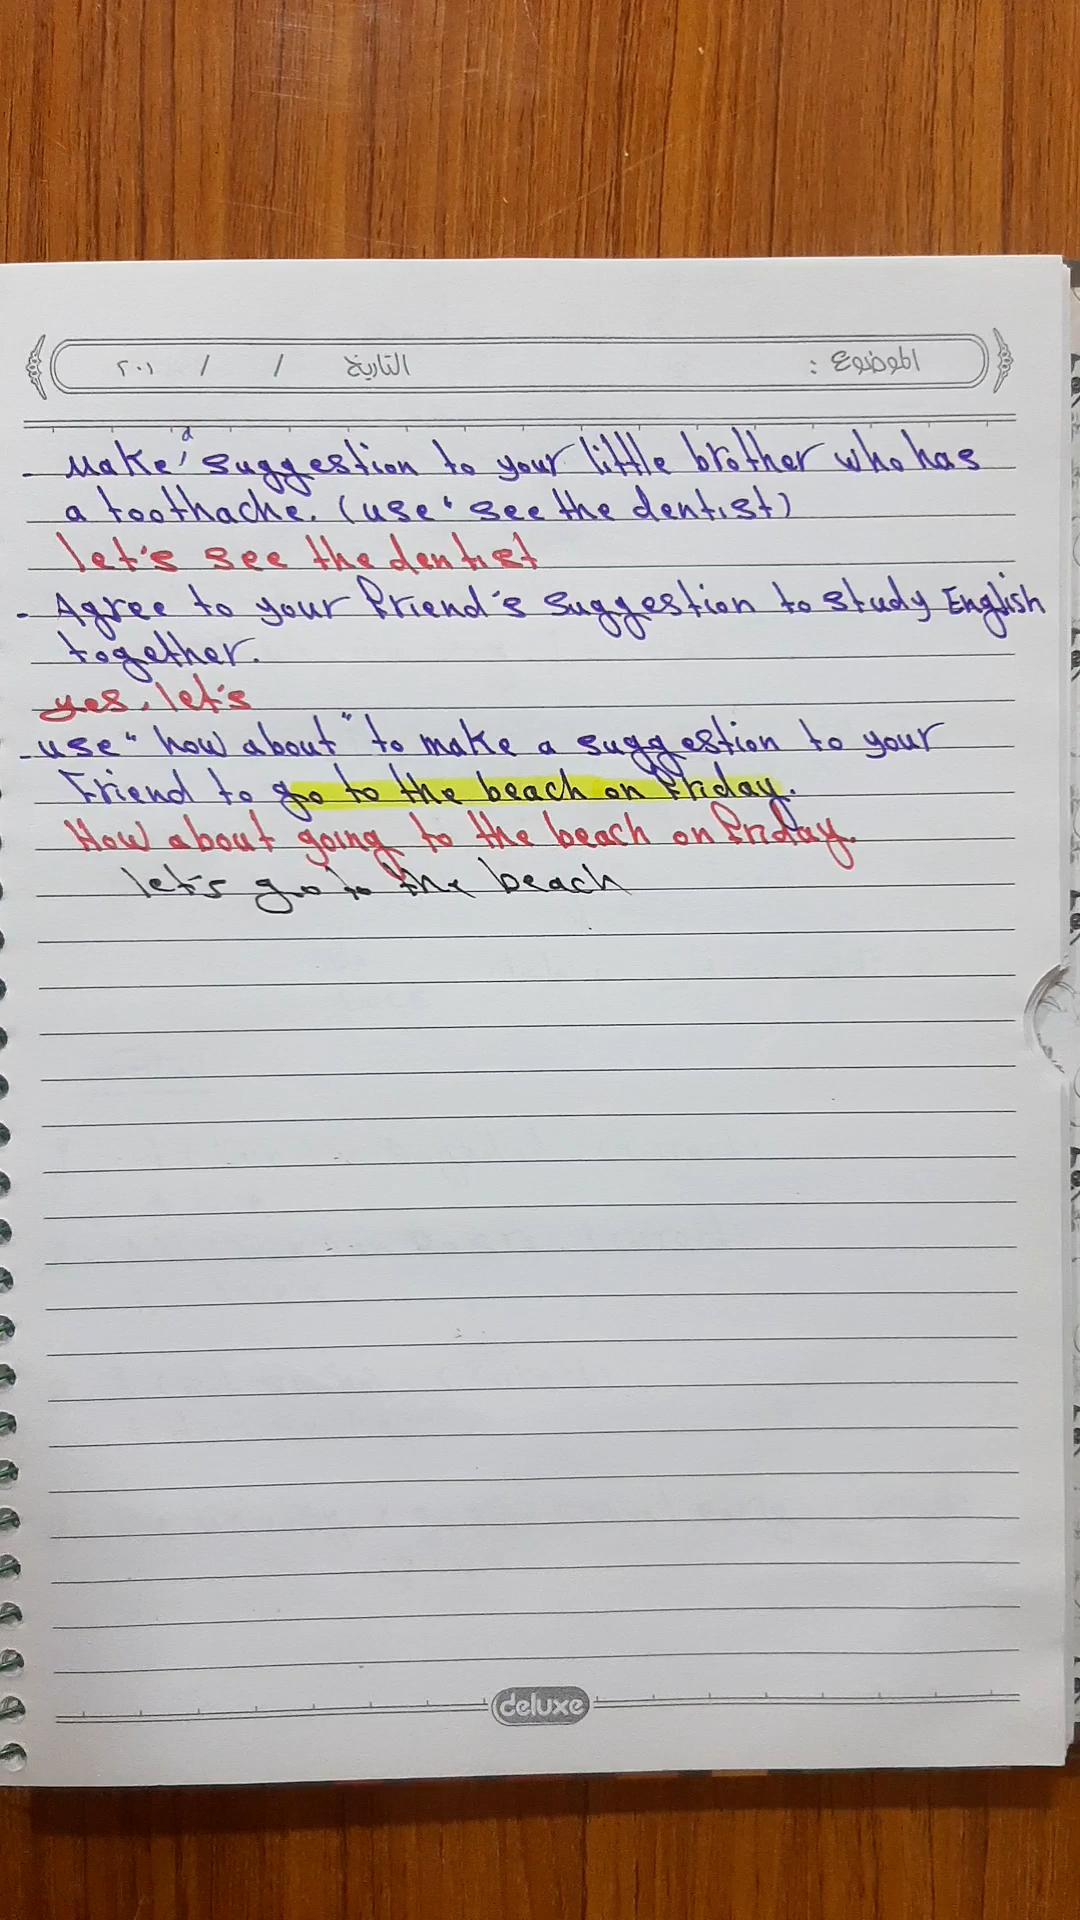 الموضوع : التاريخ / / ٢٠١
- Make a suggestion to your little brother who has
a toothache. (use " see the dentist)
let's see the dentist
- Agree to your friend's suggestion to study English
together.
yes, let's
- use " how about " to make a suggestion to your
Friend to go to the beach on Friday.
How about going to the beach on Friday.
let's go to the beach
deluxe